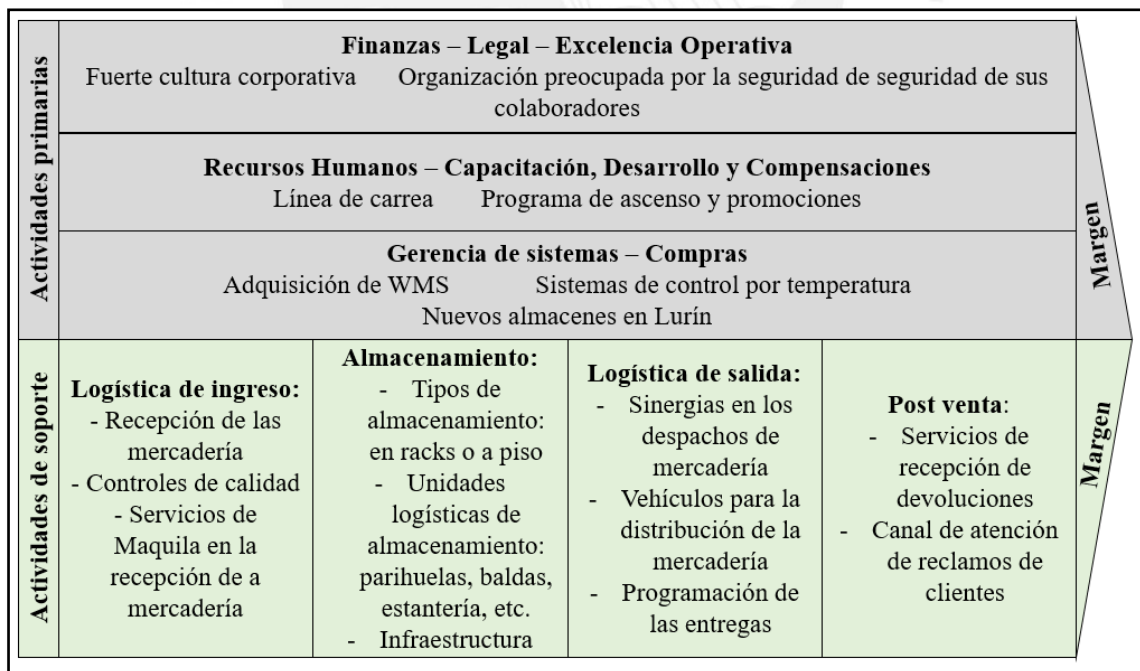 Actividades primarias
Finanzas – Legal – Excelencia Operativa
Fuerte cultura corporativa Organización preocupada por la seguridad de seguridad de sus
colaboradores
Recursos Humanos – Capacitación, Desarrollo y Compensaciones
Línea de carrea Programa de ascenso y promociones
Gerencia de sistemas – Compras
Adquisición de WMS Sistemas de control por temperatura
Nuevos almacenes en Lurín
Margen
Actividades de soporte
Logística de ingreso:
- Recepción de las
mercadería
- Controles de calidad
- Servicios de
Maquila en la
recepción de a
mercadería
Almacenamiento:
- Tipos de
almacenamiento:
en racks o a piso
- Unidades
logísticas de
almacenamiento:
parihuelas, baldas,
estantería, etc.
- Infraestructura
Logística de salida:
- Sinergias en los
despachos de
mercadería
- Vehículos para la
distribución de la
mercadería
- Programación de
las entregas
Post venta:
- Servicios de
recepción de
devoluciones
- Canal de atención
de reclamos de
clientes
Margen